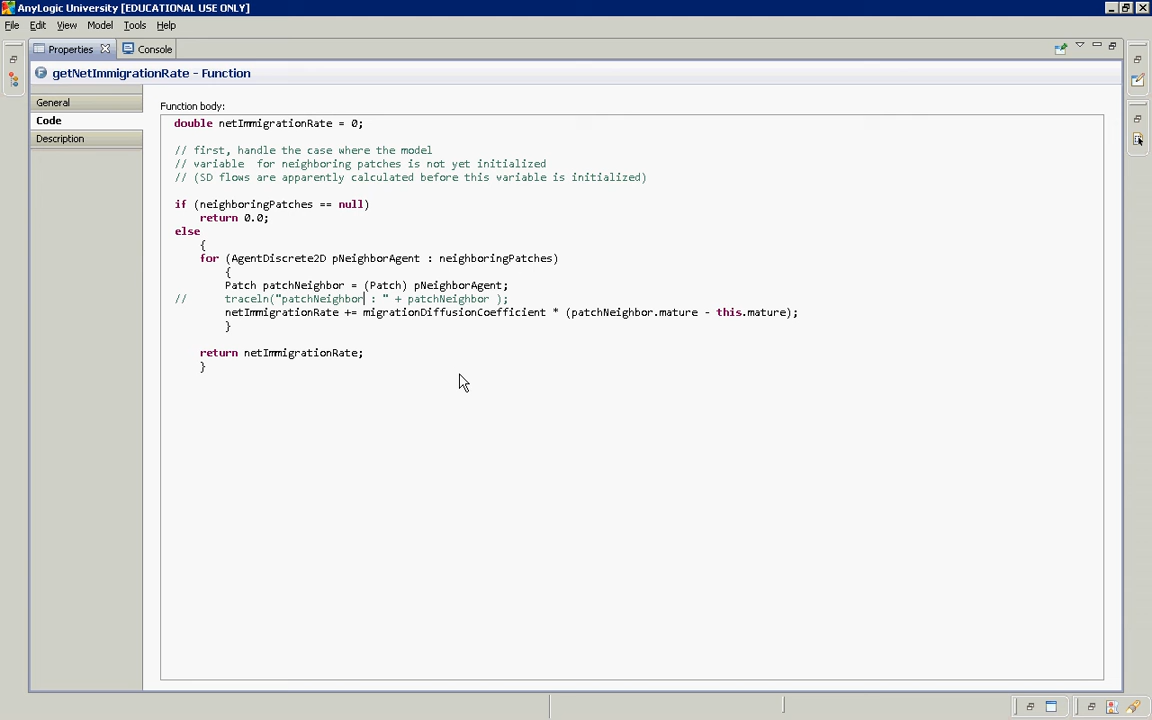 AnyLogic University [EDUCATIONAL USE ONLY]
File Edit View Model Tools Help
Properties Console
getNetImmigrationRate - Function
General
Code
Description
Function body:
double netImmigrationRate = 0;
// first, handle the case where the model
// variable  for neighboring patches is not yet initialized
// (SD flows are apparently calculated before this variable is initialized)
if (neighboringPatches == null)
return 0.0;
else
{
for (AgentDiscrete2D pNeighborAgent : neighboringPatches)
{
Patch patchNeighbor = (Patch) pNeighborAgent;
// traceln("patchNeighbor : " + patchNeighbor );
netImmigrationRate += migrationDiffusionCoefficient * (patchNeighbor.mature - this.mature);
}
return netImmigrationRate;
}